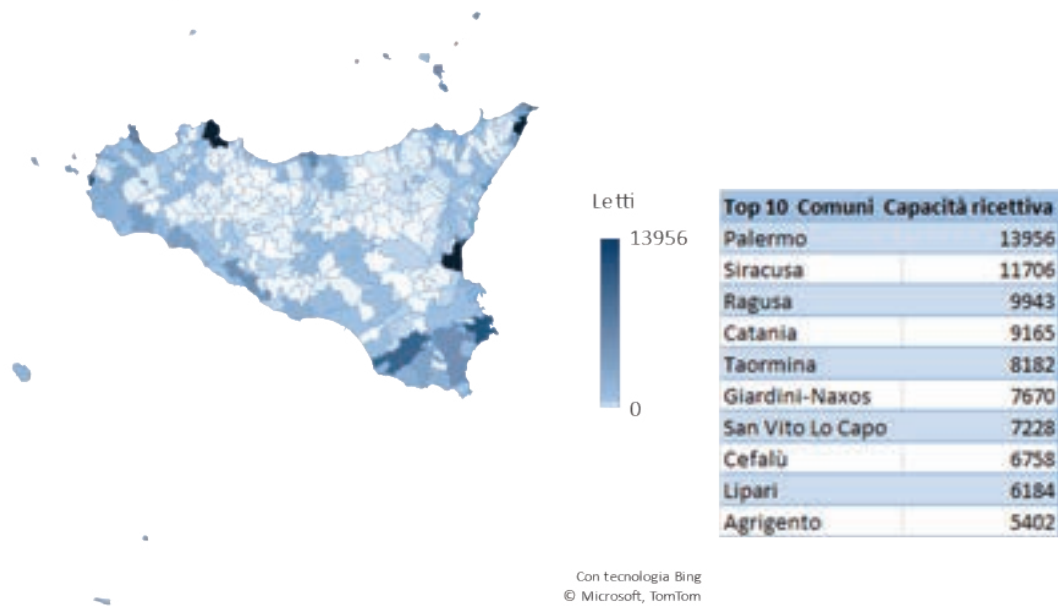 Letti
13956
0
Top 10 Comuni Capacità ricettiva
Palermo 13956
Siracusa 11706
Ragusa 9943
Catania 9165
Taormina 8182
Giardini-Naxos 7670
San Vito Lo Capo 7228
Cefalù 6758
Lipari 6184
Agrigento 5402
Con tecnologia Bing
© Microsoft, TomTom